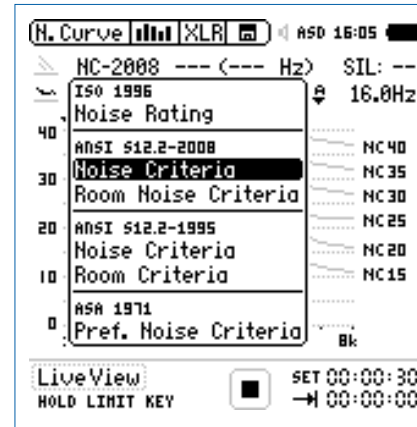 N. Curve XLR ASD 16:05
NC-2008 --- (--- Hz) SIL: --
ISO 1996 16.0Hz
Noise Rating
40
ANSI S12.2-2008 NC40
Noise Criteria NC35
30
Room Noise Criteria NC30
NC25
20 ANSI S12.2-1995
Noise Criteria NC20
10 Room Criteria NC15
ASA 1971
0 Pref. Noise Criteria
8k
LiveView SET 00:00:30
HOLD LIMIT KEY 00:00:00